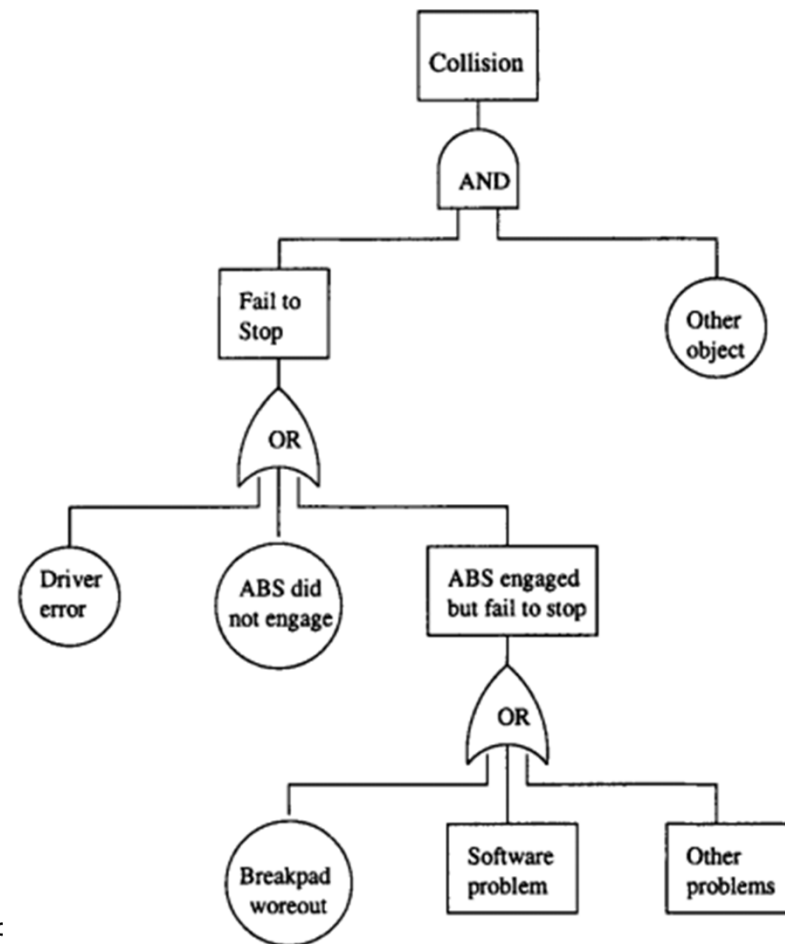 Collision
AND
Fail to
Stop
Other
object
OR
Driver
error
ABS did
not engage
ABS engaged
but fail to stop
OR
Breakpad
woreout
Software
problem
Other
problems
: